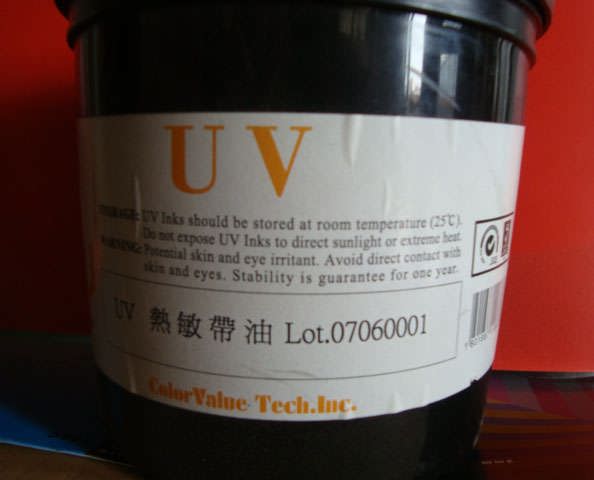 UV
STORAGE: UV Inks should be stored at room temperature (25℃).
Do not expose UV Inks to direct sunlight or extreme heat.
WARNING: Potential skin and eye irritant. Avoid direct contact with
skin and eyes. Stability is guarantee for one year.
UV 熱敏帶油 Lot.07060001
ColorValue Tech.Inc.